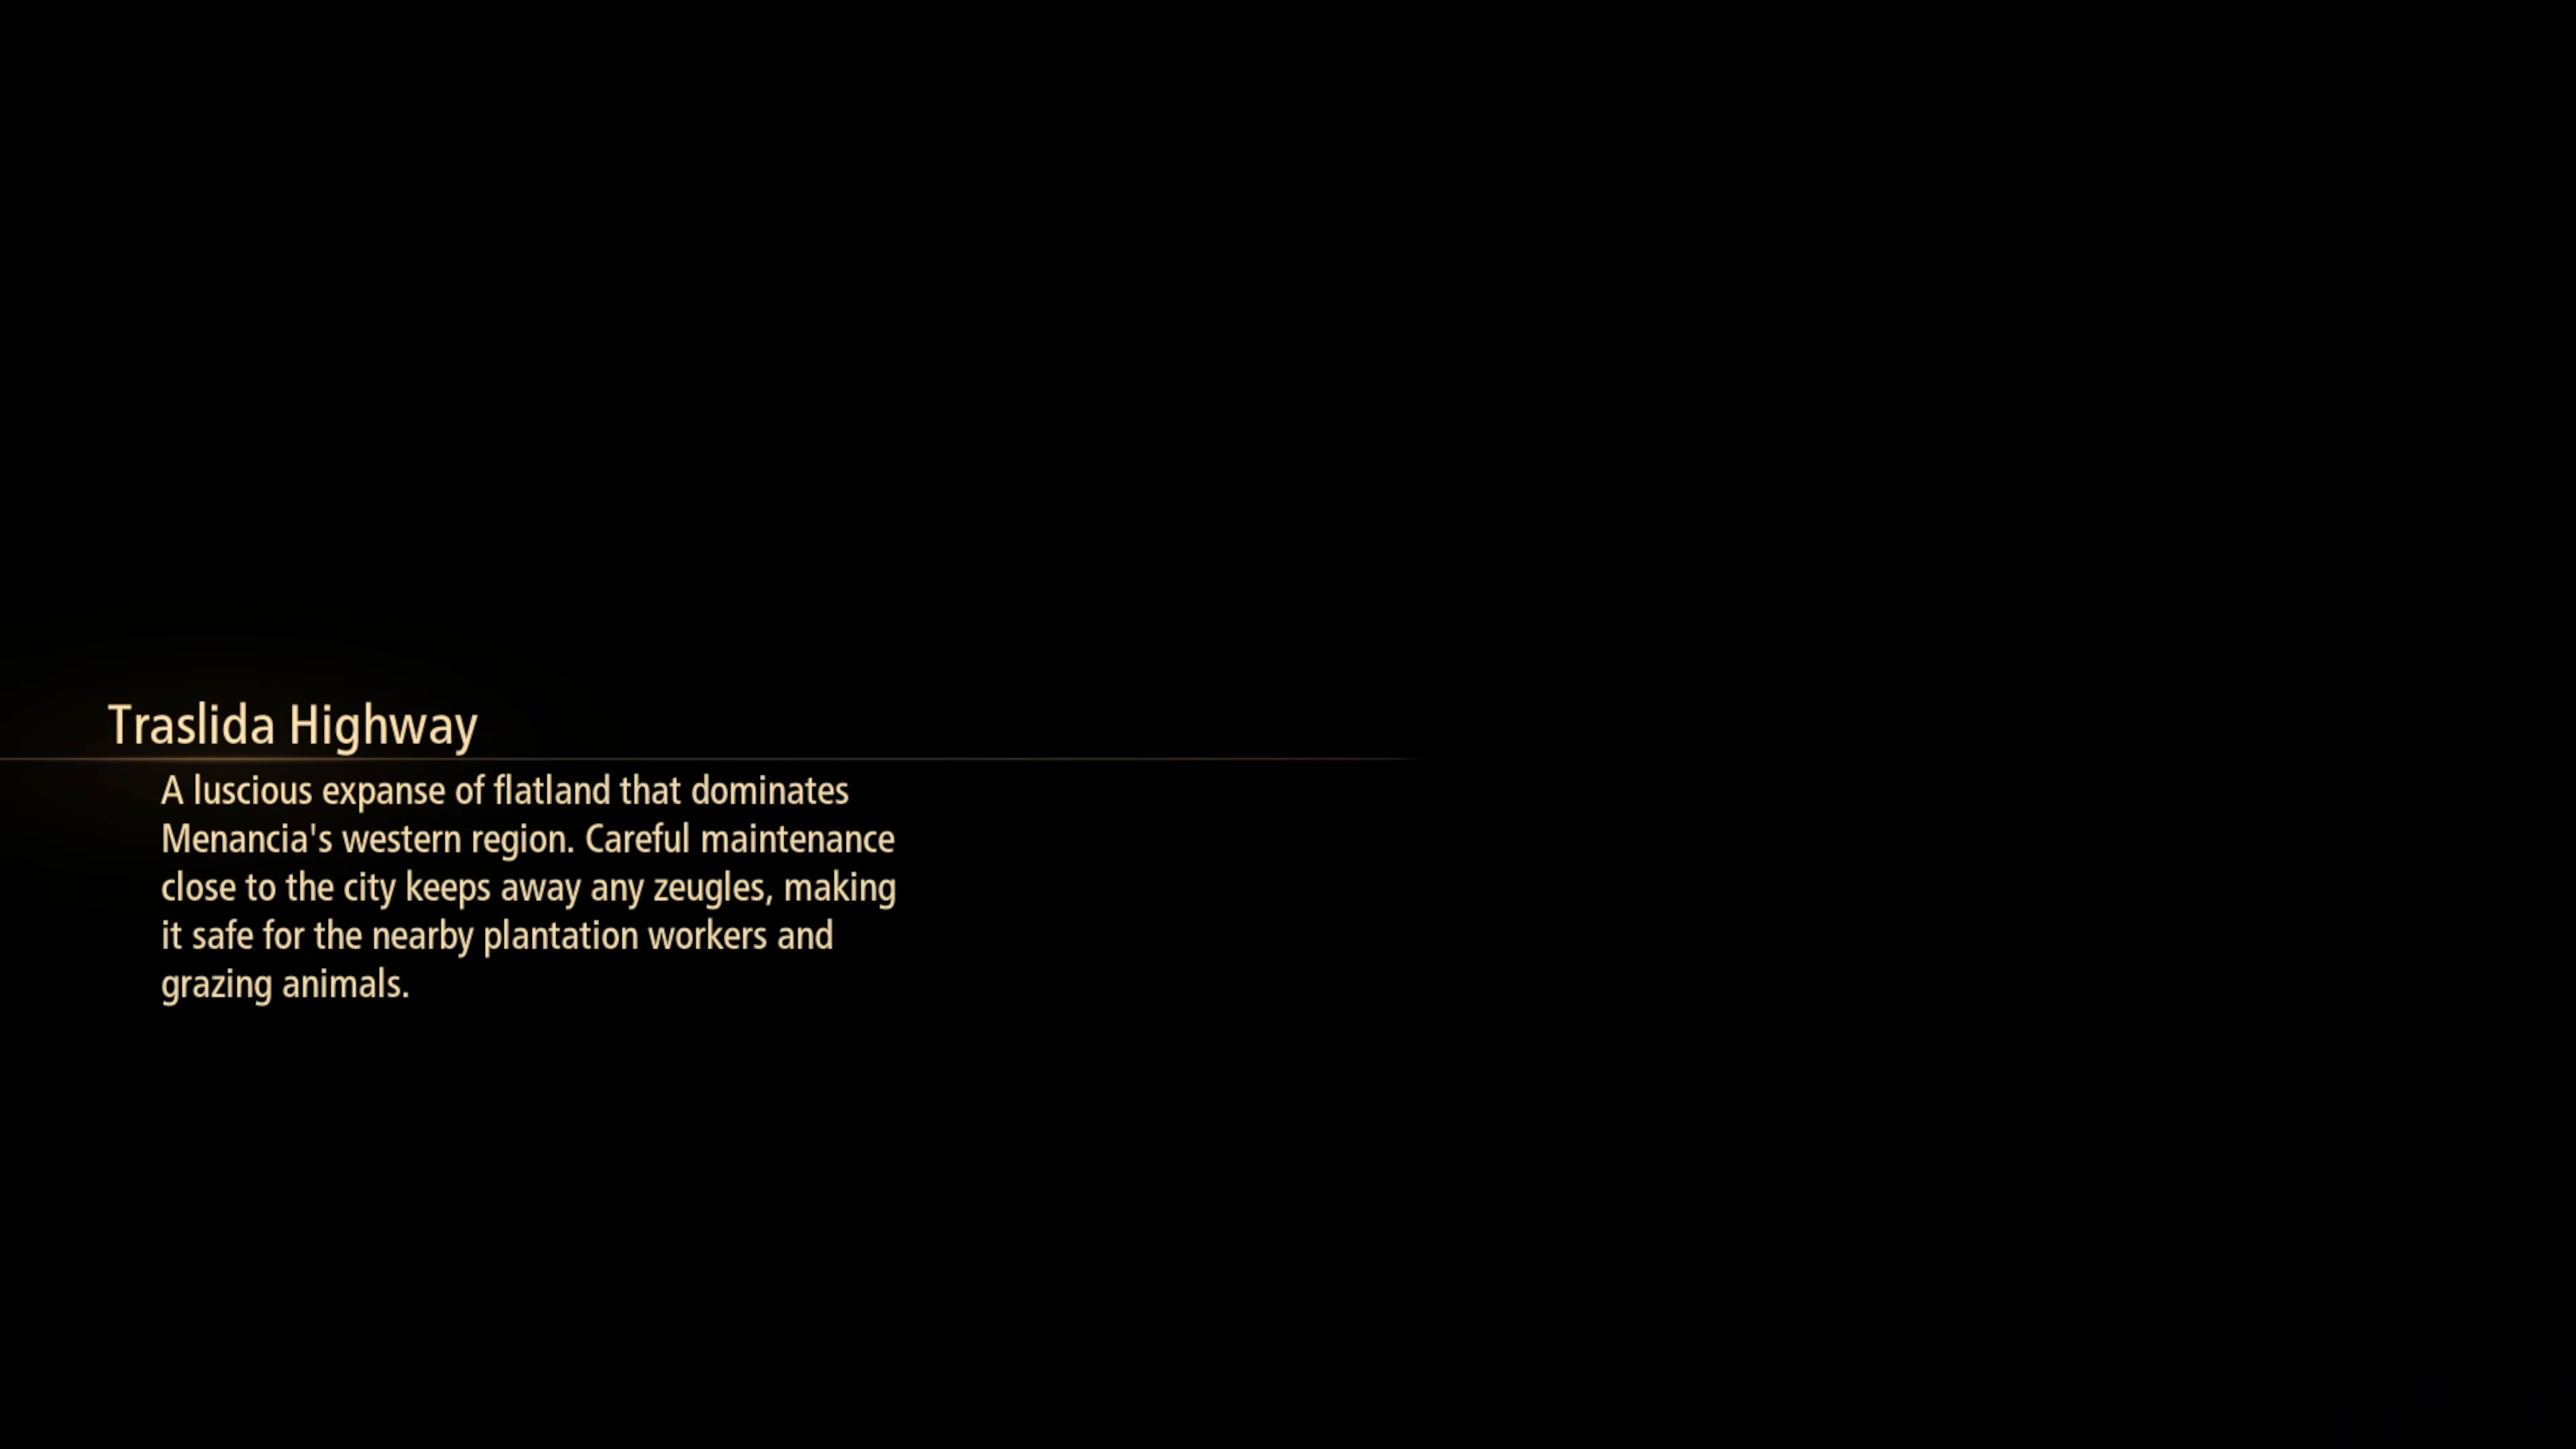 Traslida Highway
A luscious expanse of flatland that dominates
Menancia's western region. Careful maintenance
close to the city keeps away any zeugles, making
it safe for the nearby plantation workers and
grazing animals.